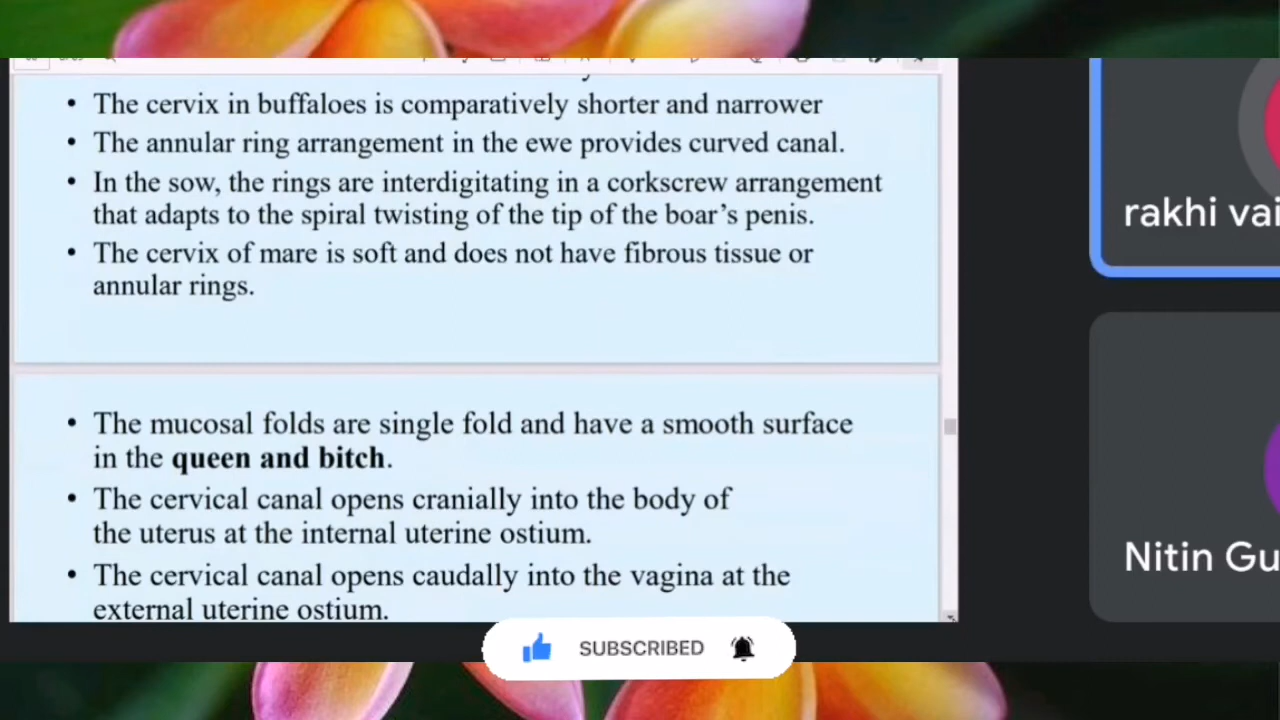 • The cervix in buffaloes is comparatively shorter and narrower
• The annular ring arrangement in the ewe provides curved canal.
• In the sow, the rings are interdigitating in a corkscrew arrangement
that adapts to the spiral twisting of the tip of the boar's penis.
• The cervix of mare is soft and does not have fibrous tissue or
annular rings.
• The mucosal folds are single fold and have a smooth surface
in the queen and bitch.
• The cervical canal opens cranially into the body of
the uterus at the internal uterine ostium.
• The cervical canal opens caudally into the vagina at the
external uterine ostium.
rakhi vai
Nitin Gu
SUBSCRIBED